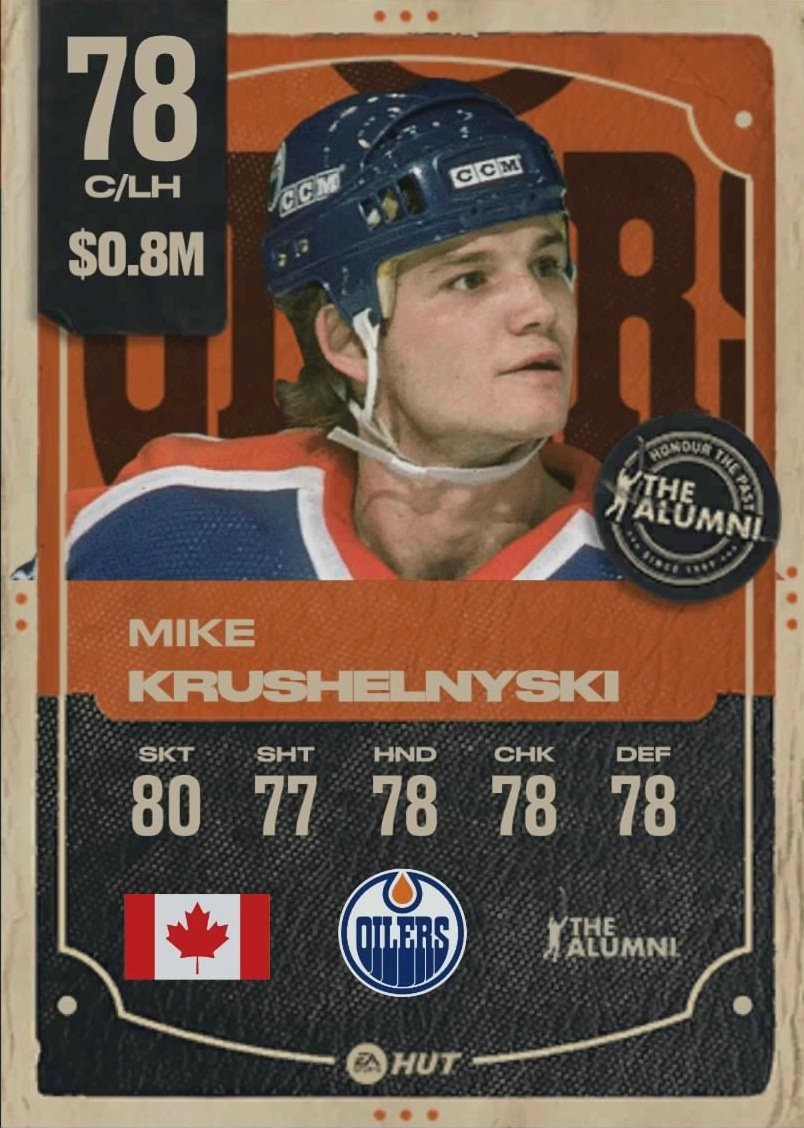 78
C/LH
$0.8M
CCM
CCM
HONOUR THE PAST
THE
ALUMNI
MIKE
KRUSHELNYSKI
SKT SHT HND CHK DEF
80 77 78 78 78
OILERS
THE
ALUMNI
EA
HUT